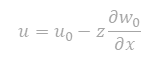 u = u₀ − z ∂w₀/∂x